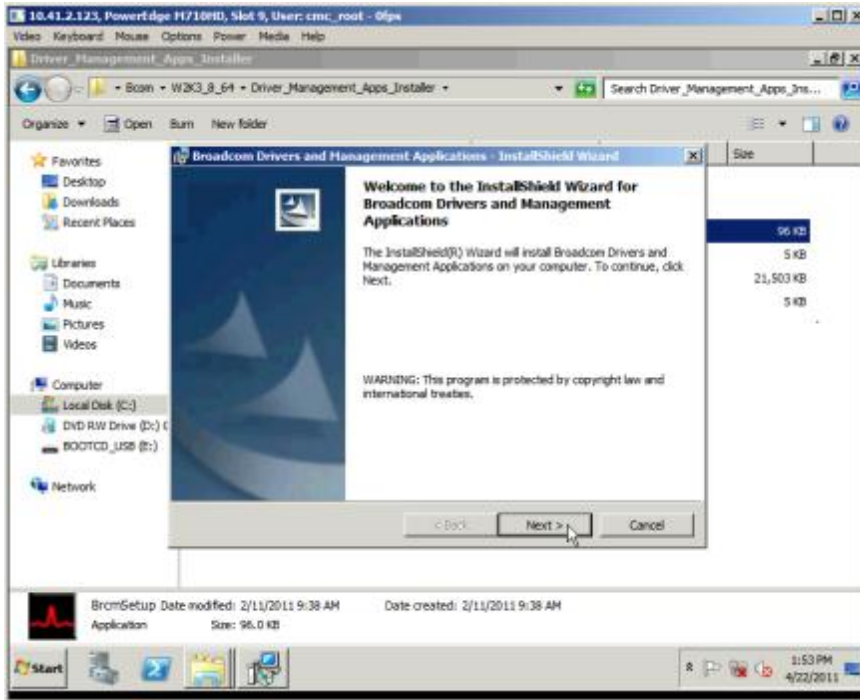 10.41.2.123, PowerEdge M710HD, Slot 9, User: cmc_root - 0fps
Video Keyboard Mouse Options Power Media Help
Driver_Management_Apps_Installer
Bcom W2K3_8_64 Driver_Management_Apps_Installer
Search Driver_Management_Apps_Ins...
Organize Open Burn New folder
Size
Favorites
Desktop
Downloads
Recent Places
Libraries
Documents
Music
Pictures
Videos
Computer
Local Disk (C:)
DVD RW Drive (D:)
BOOTCD_USB (E:)
Network
Broadcom Drivers and Management Applications - InstallShield Wizard
Welcome to the InstallShield Wizard for
Broadcom Drivers and Management
Applications
The InstallShield(R) Wizard will install Broadcom Drivers and
Management Applications on your computer. To continue, click
Next.
WARNING: This program is protected by copyright law and
international treaties.
< Back Next > Cancel
96 KB
5 KB
21,503 KB
5 KB
BrcmSetup Date modified: 2/11/2011 9:38 AM Date created: 2/11/2011 9:38 AM
Application Size: 96.0 KB
Start
1:53 PM
4/22/2011